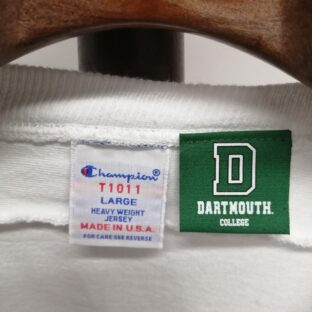 Champion
T1011
LARGE
HEAVY WEIGHT
JERSEY
MADE IN U.S.A.
FOR CARE SEE REVERSE
D
DARTMOUTH
COLLEGE